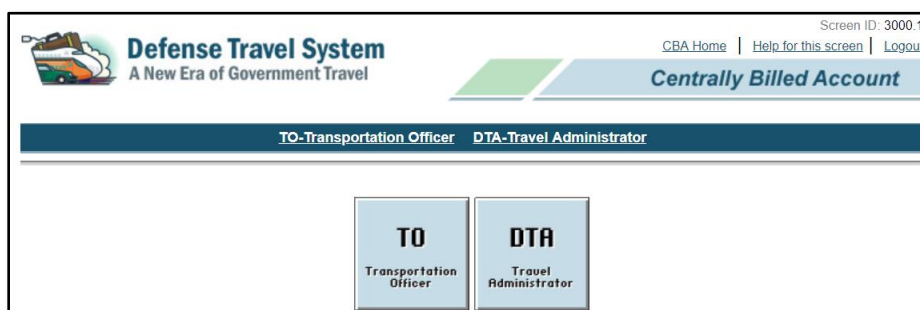 Screen ID: 3000.1
Defense Travel System
CBA Home | Help for this screen | Logou
A New Era of Government Travel
Centrally Billed Account
TO-Transportation Officer DTA-Travel Administrator
TO
Transportation
Officer
DTA
Travel
Administrator